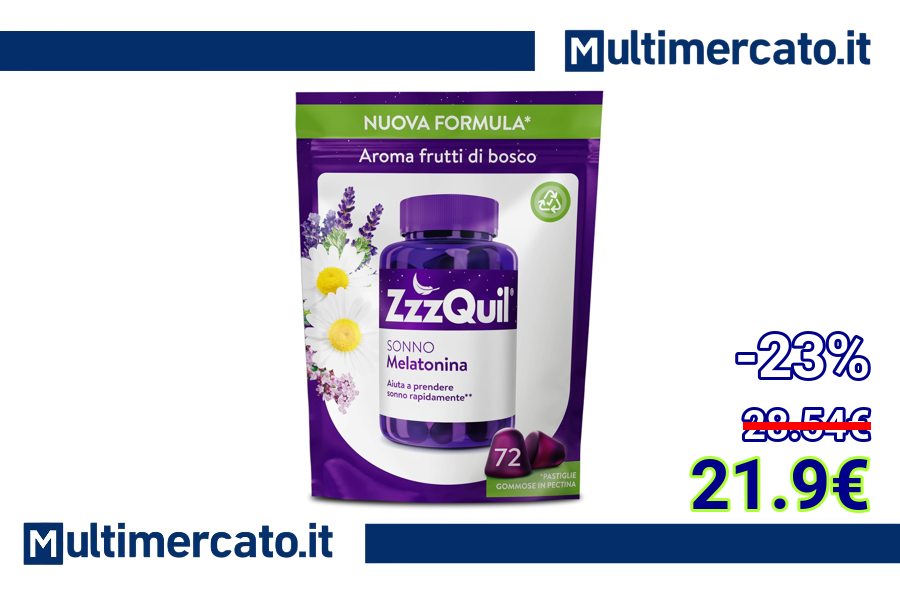 Multimercato.it
NUOVA FORMULA*
Aroma frutti di bosco
ZzzQuil®
SONNO
Melatonina
Aiuta a prendere
sonno rapidamente**
72
*PASTIGLIE
GOMMOSE IN PECTINA
-23%
28.54€
21.9€
Multimercato.it